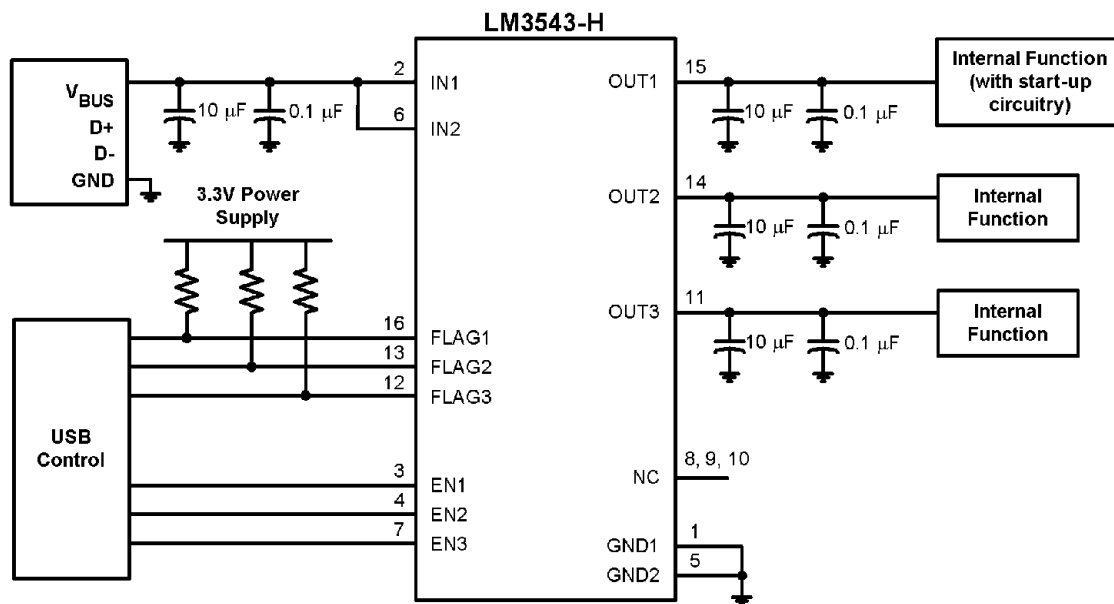 LM3543-H
VBUS
D+
D-
GND
10 µF
0.1 µF
2
IN1
6
IN2
OUT1
15
10 µF
0.1 µF
Internal Function
(with start-up
circuitry)
OUT2
14
10 µF
0.1 µF
Internal
Function
3.3V Power
Supply
OUT3
11
10 µF
0.1 µF
Internal
Function
USB
Control
16
FLAG1
13
FLAG2
12
FLAG3
3
EN1
4
EN2
7
EN3
NC
8, 9, 10
GND1
1
GND2
5